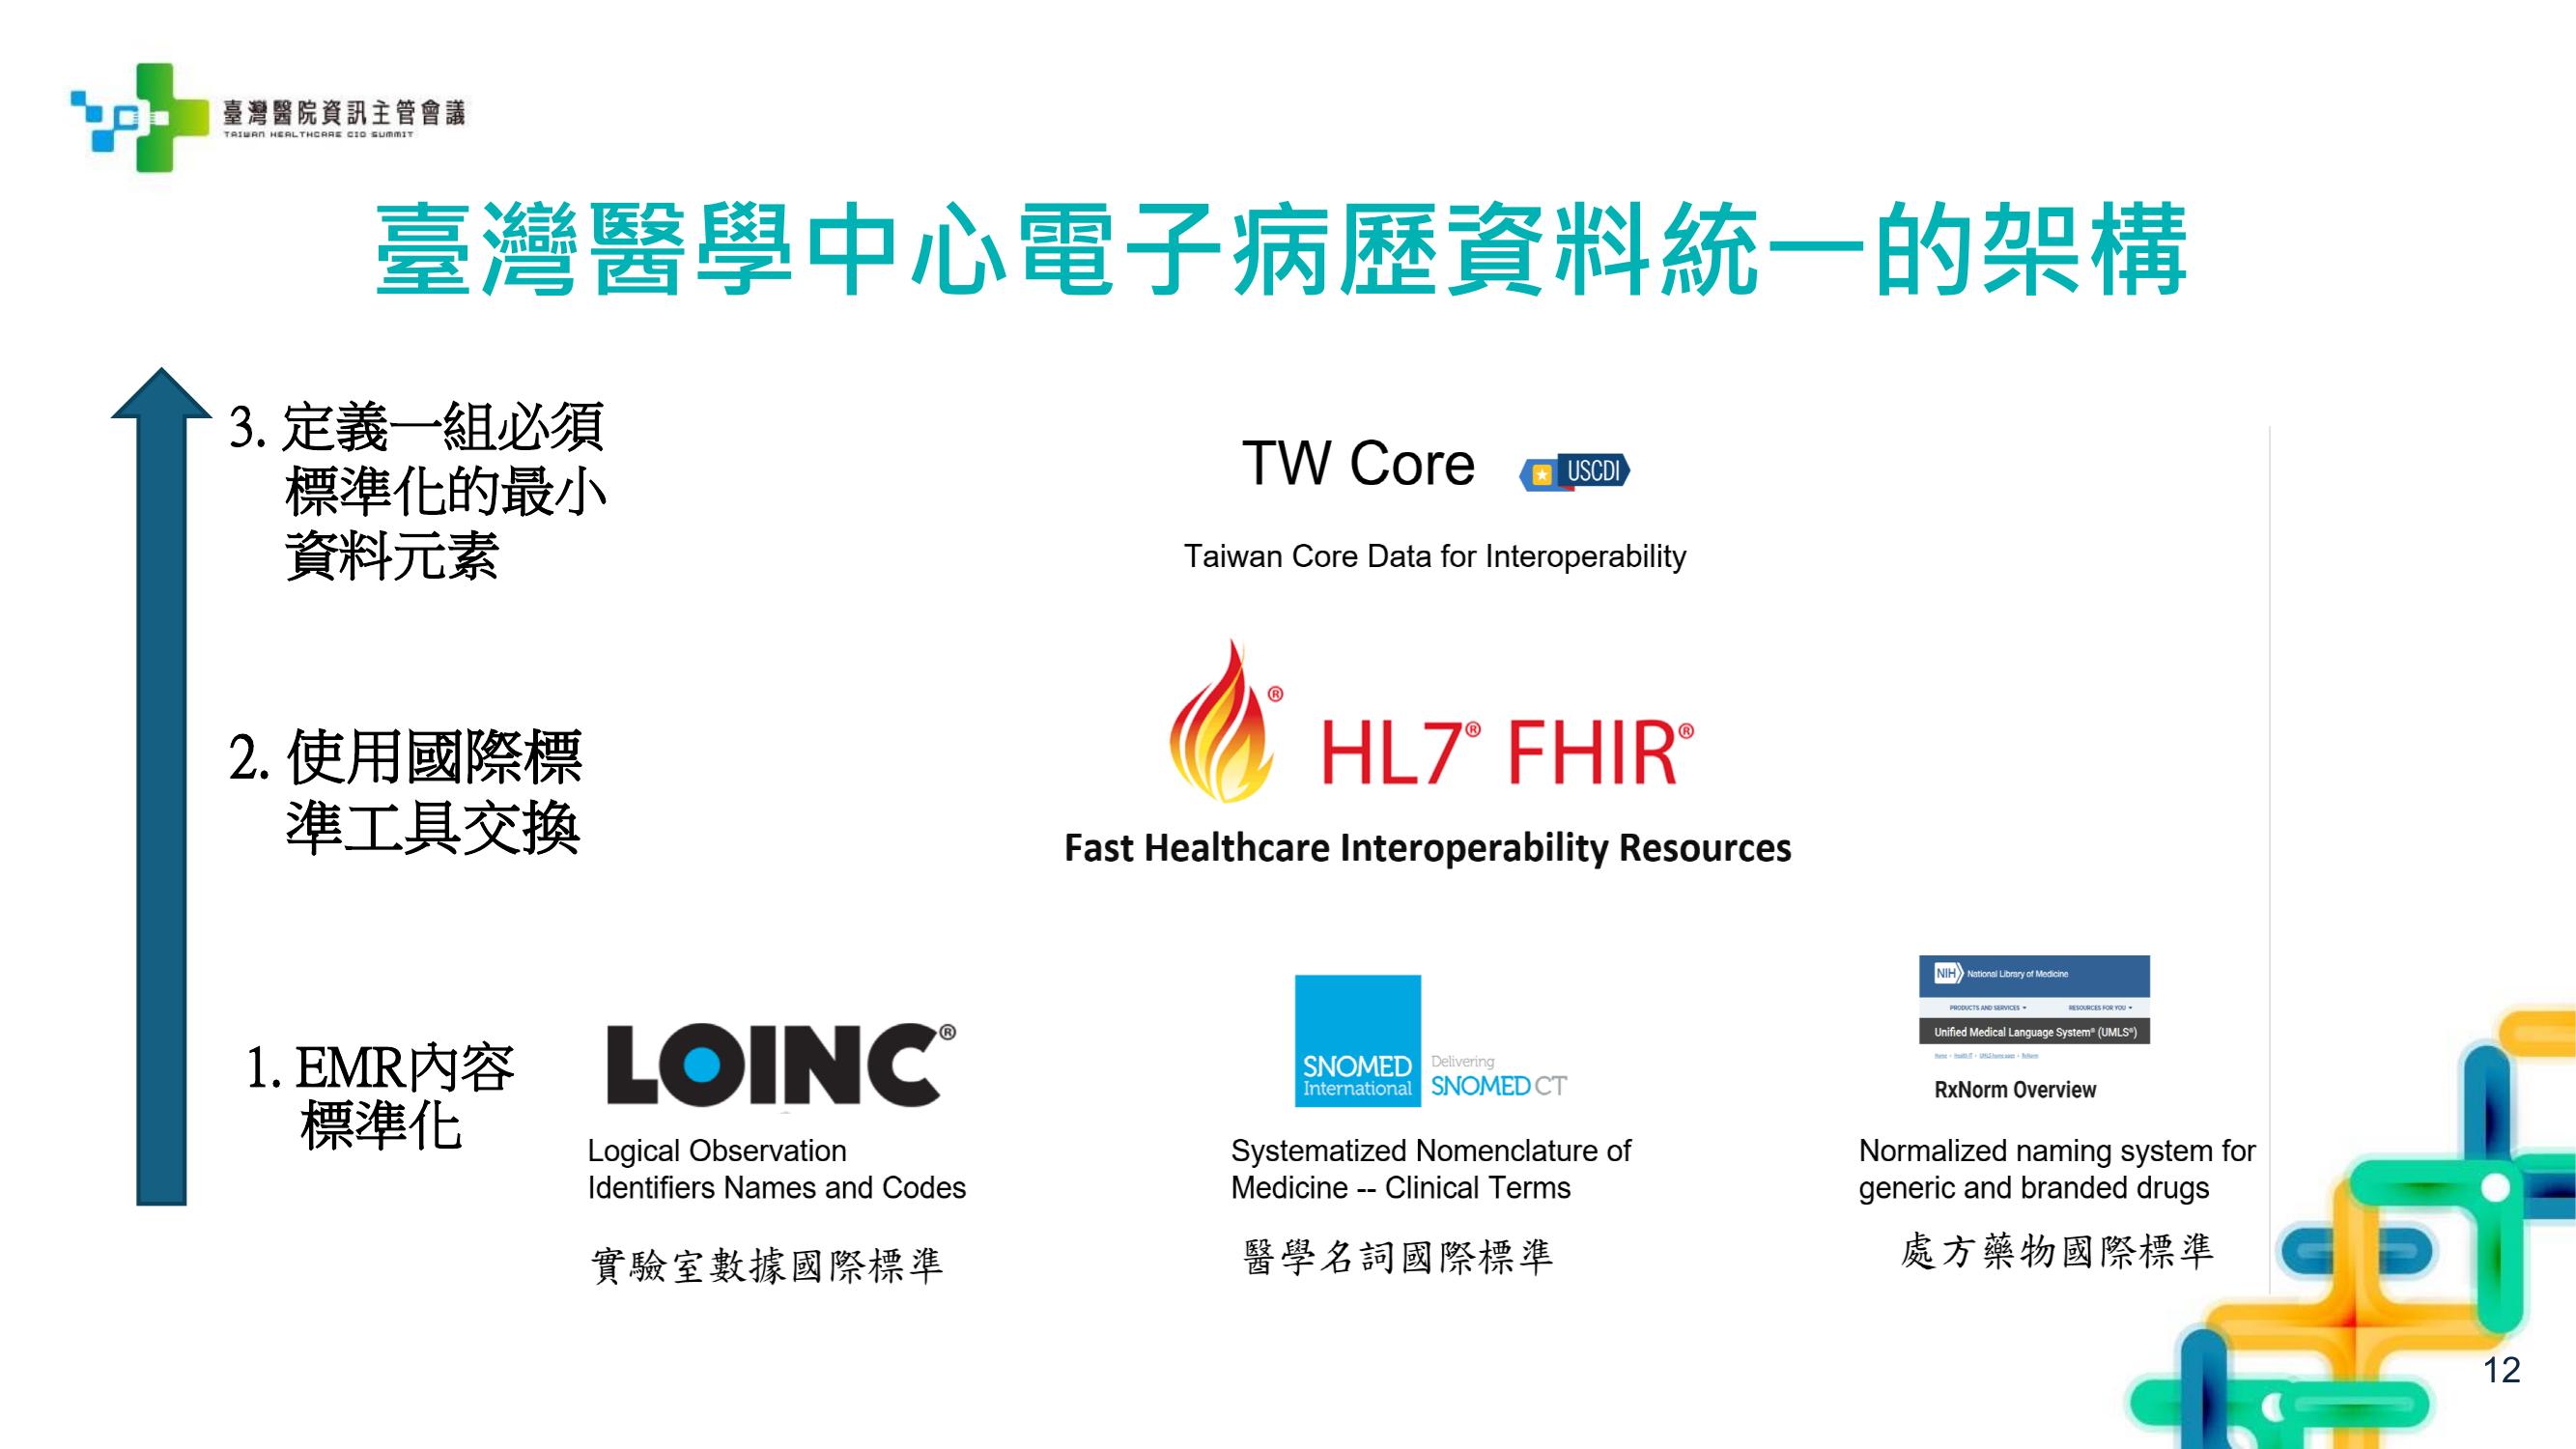 臺灣醫院資訊主管會議
TAIWAN HEALTHCARE CIO SUMMIT
臺灣醫學中心電子病歷資料統一的架構
3. 定義一組必須
標準化的最小
資料元素
TW Core
USCDI
Taiwan Core Data for Interoperability
2. 使用國際標
準工具交換
®
HL7® FHIR®
Fast Healthcare Interoperability Resources
1. EMR內容
標準化
LOINC®
Logical Observation
Identifiers Names and Codes
實驗室數據國際標準
SNOMED
International
Delivering
SNOMED CT
Systematized Nomenclature of
Medicine -- Clinical Terms
醫學名詞國際標準
NIH National Library of Medicine
PRODUCTS AND SERVICES
RESOURCES FOR YOU
Unified Medical Language System® (UMLS®)
RxNorm Overview
Normalized naming system for
generic and branded drugs
處方藥物國際標準
12